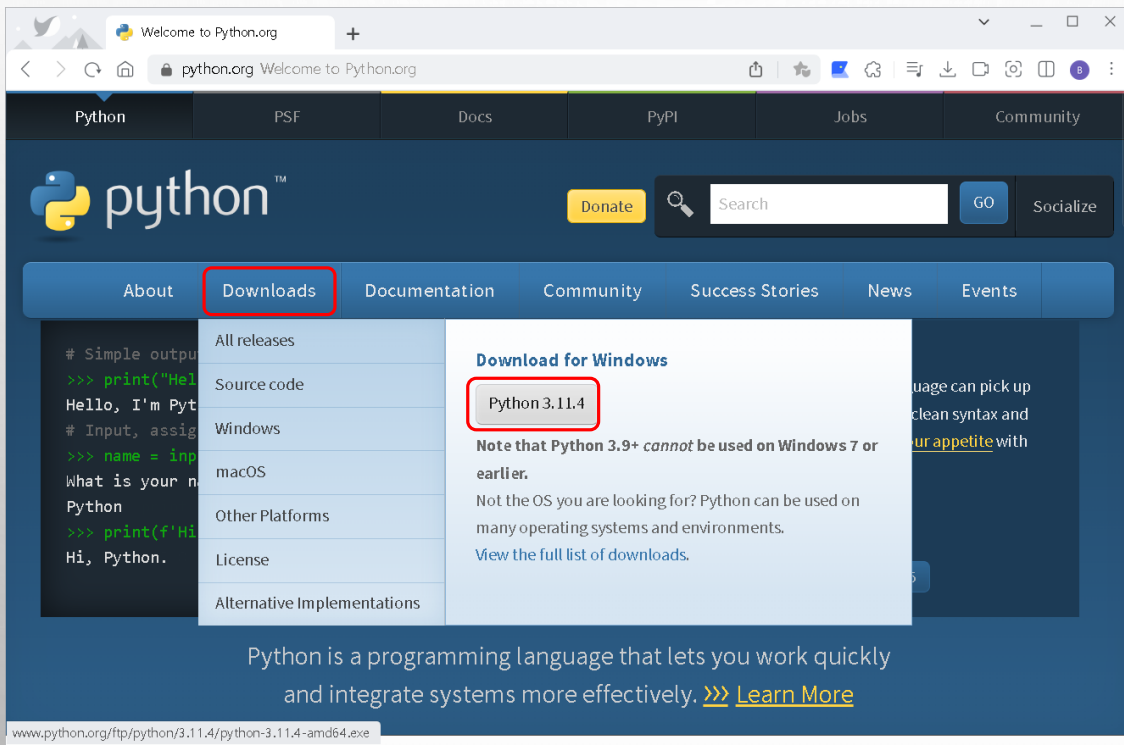 Welcome to Python.org
python.org Welcome to Python.org
B
Python PSF Docs PyPI Jobs Community
python™
Donate Search GO Socialize
About Downloads Documentation Community Success Stories News Events
# Simple outpu
>>> print("Hel
Hello, I'm Pyt
# Input, assig
>>> name = inp
What is your n
Python
>>> print(f'Hi
Hi, Python.
All releases
Source code
Windows
macOS
Other Platforms
License
Alternative Implementations
Download for Windows
Python 3.11.4
Note that Python 3.9+ cannot be used on Windows 7 or
earlier.
Not the OS you are looking for? Python can be used on
many operating systems and environments.
View the full list of downloads.
uage can pick up
clean syntax and
ur appetite with
5
Python is a programming language that lets you work quickly
and integrate systems more effectively. >>> Learn More
www.python.org/ftp/python/3.11.4/python-3.11.4-amd64.exe